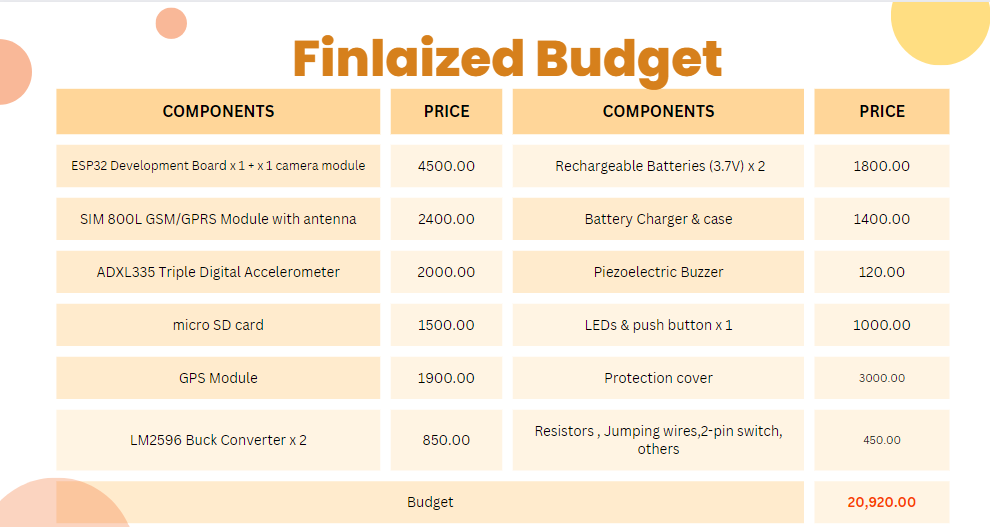 Finlaized Budget
COMPONENTS PRICE COMPONENTS PRICE
ESP32 Development Board x 1 + x 1 camera module 4500.00 Rechargeable Batteries (3.7V) x 2 1800.00
SIM 800L GSM/GPRS Module with antenna 2400.00 Battery Charger & case 1400.00
ADXL335 Triple Digital Accelerometer 2000.00 Piezoelectric Buzzer 120.00
micro SD card 1500.00 LEDs & push button x 1 1000.00
GPS Module 1900.00 Protection cover 3000.00
LM2596 Buck Converter x 2 850.00 Resistors , Jumping wires,2-pin switch,
others 450.00
Budget 20,920.00